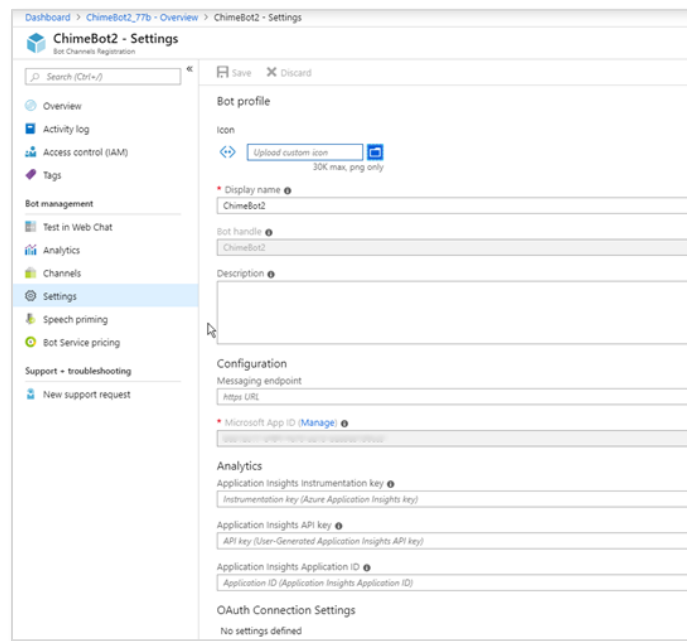 Dashboard > ChimeBot2_77b - Overview > ChimeBot2 - Settings
ChimeBot2 - Settings
Bot Channels Registration
Search (Ctrl+/)
«
Overview
Activity log
Access control (IAM)
Tags
Bot management
Test in Web Chat
Analytics
Channels
Settings
Speech priming
Bot Service pricing
Support + troubleshooting
New support request
Save Discard
Bot profile
Icon
Upload custom icon
30K max, png only
* Display name
ChimeBot2
Bot handle
ChimeBot2
Description
Configuration
Messaging endpoint
https URL
* Microsoft App ID (Manage)
Analytics
Application Insights Instrumentation key
Instrumentation key (Azure Application Insights key)
Application Insights API key
API key (User-Generated Application Insights API key)
Application Insights Application ID
Application ID (Application Insights Application ID)
OAuth Connection Settings
No settings defined